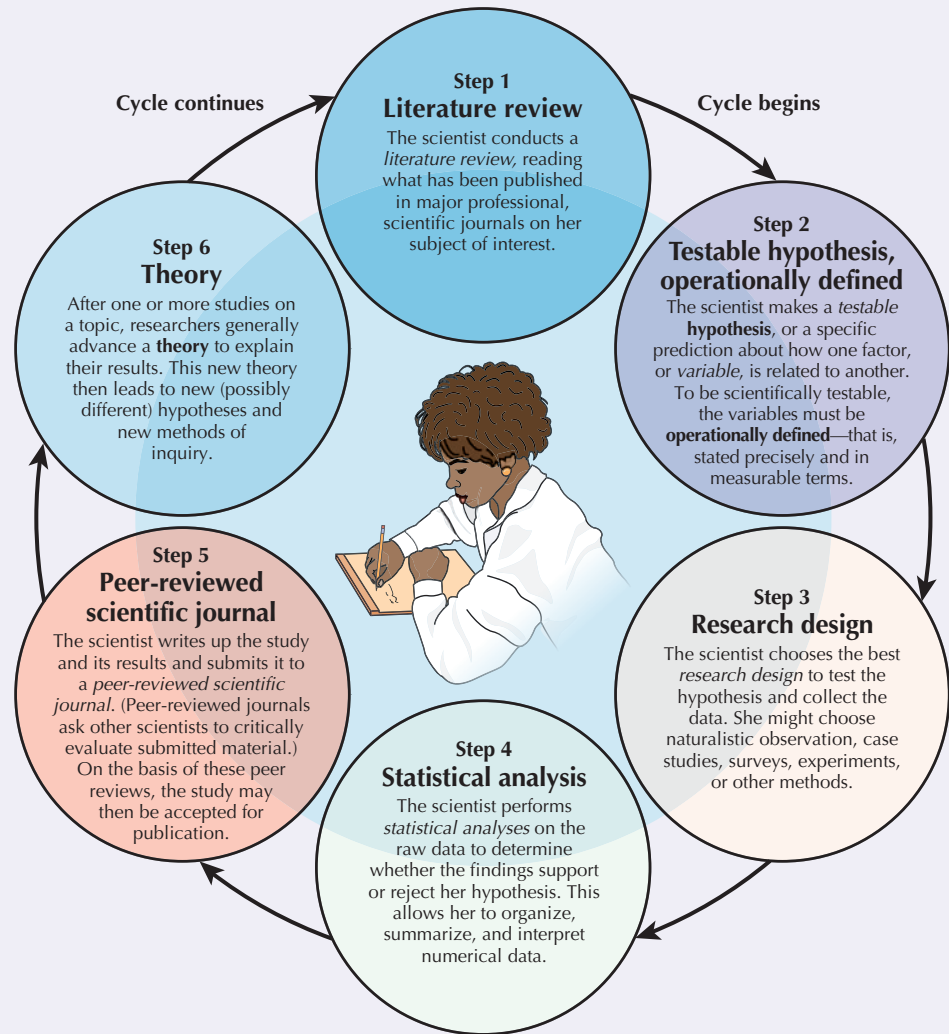 Cycle continues
Cycle begins
Step 1
Literature review
The scientist conducts a
literature review, reading
what has been published
in major professional,
scientific journals on her
subject of interest.
Step 2
Testable hypothesis,
operationally defined
The scientist makes a testable
hypothesis, or a specific
prediction about how one factor,
or variable, is related to another.
To be scientifically testable,
the variables must be
operationally defined—that is,
stated precisely and in
measurable terms.
Step 3
Research design
The scientist chooses the best
research design to test the
hypothesis and collect the
data. She might choose
naturalistic observation, case
studies, surveys, experiments,
or other methods.
Step 4
Statistical analysis
The scientist performs
statistical analyses on the
raw data to determine
whether the findings support
or reject her hypothesis. This
allows her to organize,
summarize, and interpret
numerical data.
Step 5
Peer-reviewed
scientific journal
The scientist writes up the study
and its results and submits it to
a peer-reviewed scientific
journal. (Peer-reviewed journals
ask other scientists to critically
evaluate submitted material.)
On the basis of these peer
reviews, the study may
then be accepted for
publication.
Step 6
Theory
After one or more studies on
a topic, researchers generally
advance a theory to explain
their results. This new theory
then leads to new (possibly
different) hypotheses and
new methods of
inquiry.